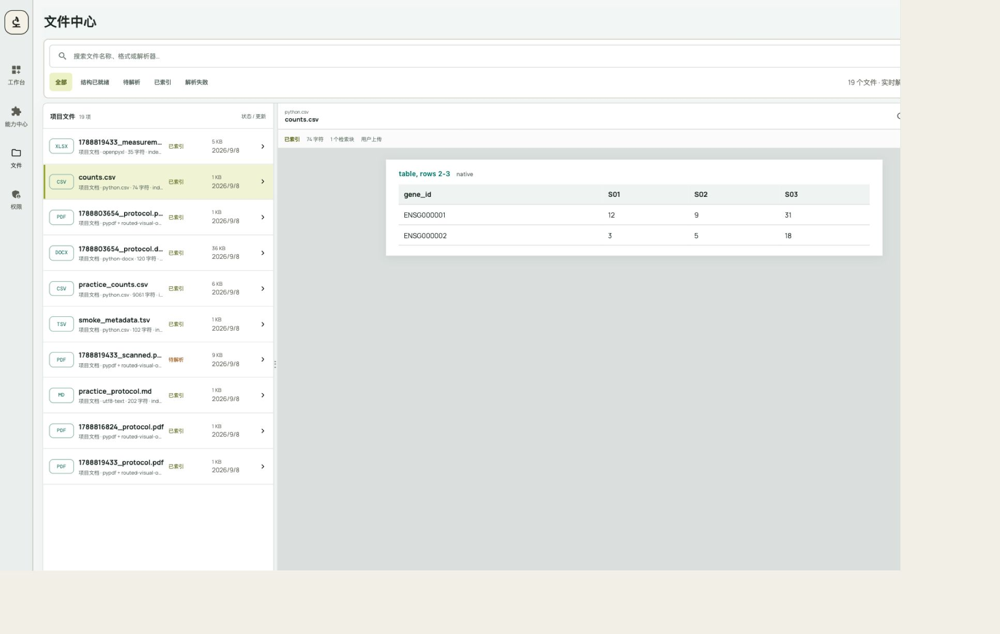 文件中心
搜索文件名称、格式或解析器...
全部 结构已就绪 待解析 已索引 解析失败
19 个文件 · 实时解
工作台
能力中心
文件
权限
项目文件 19 项 状态 / 更新
XLSX 1788819433_measurem... 已索引 5 KB
项目文档 · openpyxl · 35 字符 · inde... 2026/9/8
CSV counts.csv 已索引 1 KB
项目文档 · python.csv · 74 字符 · ind... 2026/9/8
PDF 1788803654_protocol.p... 已索引 1 KB
项目文档 · pypdf + routed-visual-o... 2026/9/8
DOCX 1788803654_protocol.d... 已索引 36 KB
项目文档 · python-docx · 120 字符 · ... 2026/9/8
CSV practice_counts.csv 已索引 6 KB
项目文档 · python.csv · 9061 字符 · i... 2026/9/8
TSV smoke_metadata.tsv 已索引 1 KB
项目文档 · python.csv · 102 字符 · in... 2026/9/8
PDF 1788819433_scanned.p... 待解析 9 KB
项目文档 · pypdf + routed-visual-o... 2026/9/8
MD practice_protocol.md 已索引 1 KB
项目文档 · utf8-text · 202 字符 · ind... 2026/9/8
PDF 1788816824_protocol.pdf 已索引 1 KB
项目文档 · pypdf + routed-visual-o... 2026/9/8
PDF 1788819433_protocol.pdf 已索引 1 KB
项目文档 · pypdf + routed-visual-o... 2026/9/8
python.csv
counts.csv
已索引 74 字符 1 个检索块 用户上传
table, rows 2-3 native
gene_id S01 S02 S03
ENSG000001 12 9 31
ENSG000002 3 5 18